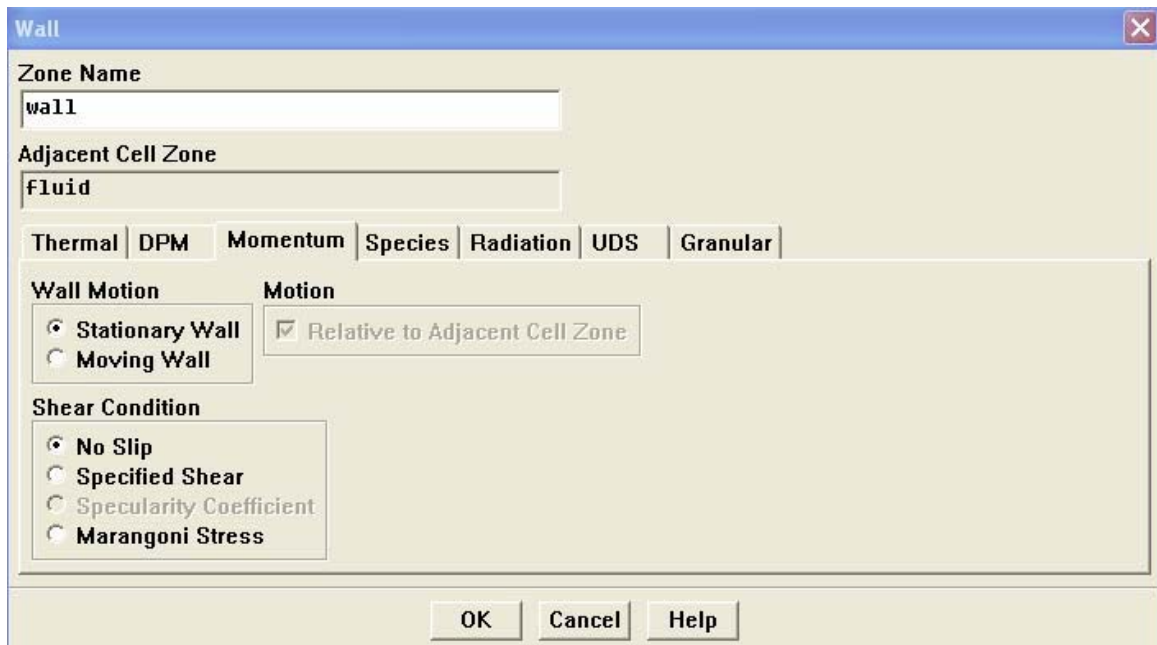 Wall
Zone Name
wall
Adjacent Cell Zone
fluid
Thermal DPM Momentum Species Radiation UDS Granular
Wall Motion Motion
Stationary Wall Relative to Adjacent Cell Zone
Moving Wall
Shear Condition
No Slip
Specified Shear
Specularity Coefficient
Marangoni Stress
OK Cancel Help